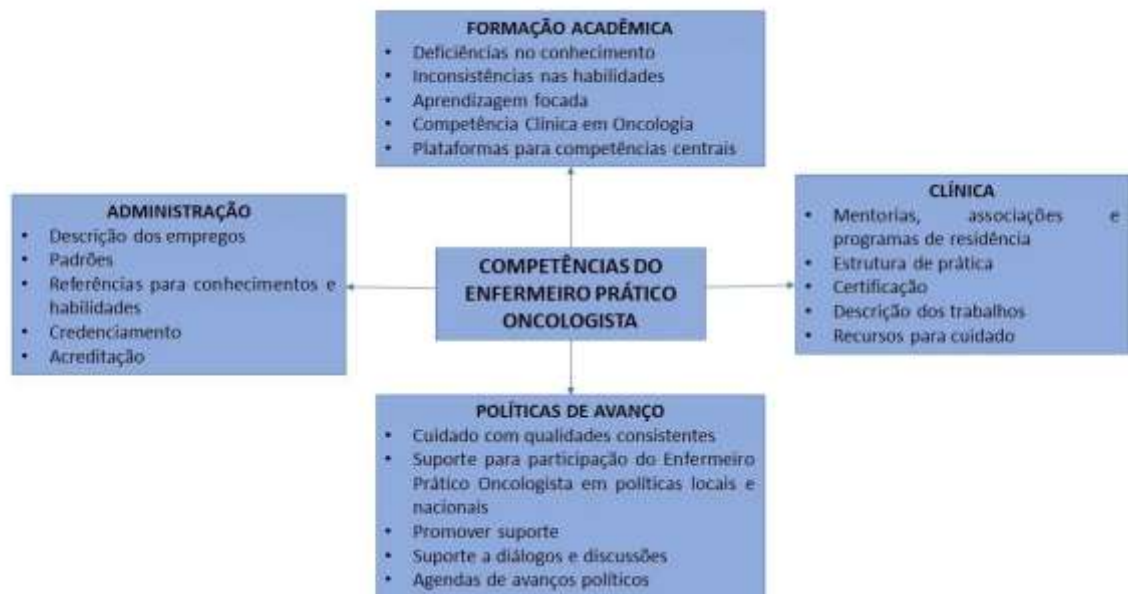 FORMAÇÃO ACADÊMICA
• Deficiências no conhecimento
• Inconsistências nas habilidades
• Aprendizagem focada
• Competência Clínica em Oncologia
• Plataformas para competências centrais
ADMINISTRAÇÃO
• Descrição dos empregos
• Padrões
• Referências para conhecimentos e
habilidades
• Credenciamento
• Acreditação
COMPETÊNCIAS DO
ENFERMEIRO PRÁTICO
ONCOLOGISTA
CLÍNICA
• Mentorias, associações e
programas de residência
• Estrutura de prática
• Certificação
• Descrição dos trabalhos
• Recursos para cuidado
POLÍTICAS DE AVANÇO
• Cuidado com qualidades consistentes
• Suporte para participação do Enfermeiro
Prático Oncologista em políticas locais e
nacionais
• Promover suporte
• Suporte a diálogos e discussões
• Agendas de avanços políticos